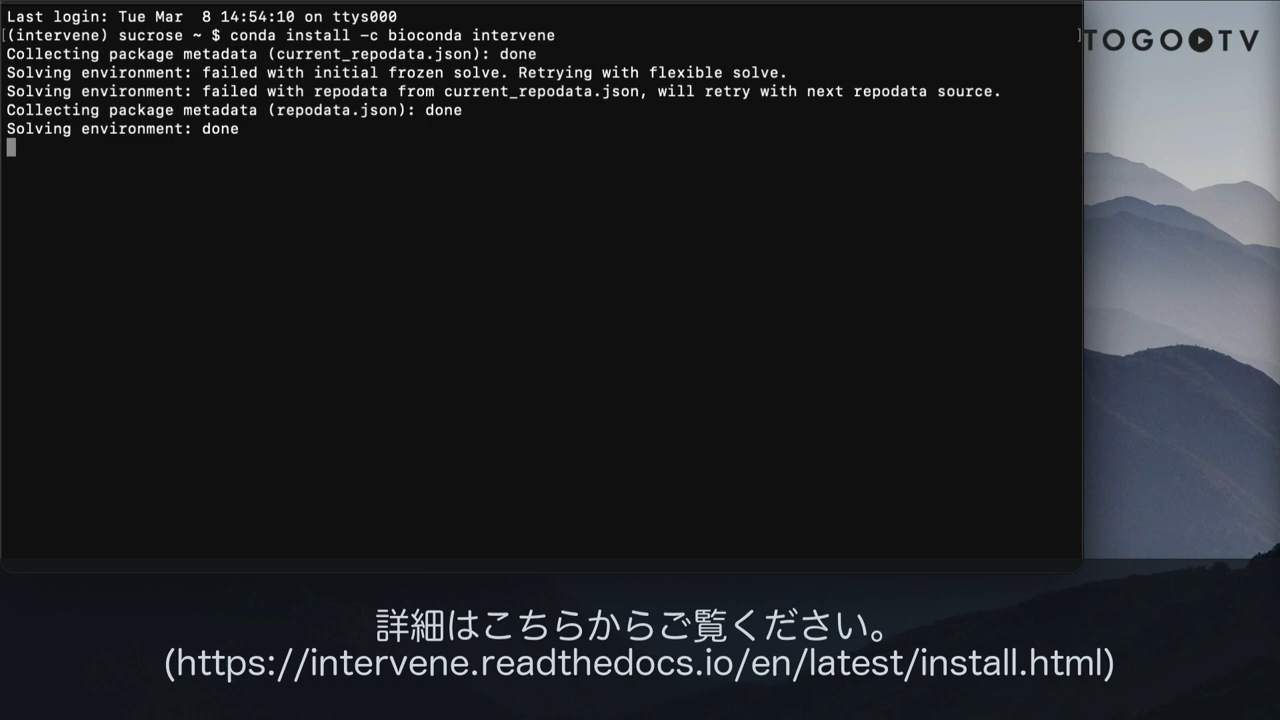 Last login: Tue Mar  8 14:54:10 on ttys000
[(intervene) sucrose ~ $ conda install -c bioconda intervene ]
Collecting package metadata (current_repodata.json): done
Solving environment: failed with initial frozen solve. Retrying with flexible solve.
Solving environment: failed with repodata from current_repodata.json, will retry with next repodata source.
Collecting package metadata (repodata.json): done
Solving environment: done
TOGOTV
詳細はこちらからご覧ください。
(https://intervene.readthedocs.io/en/latest/install.html)